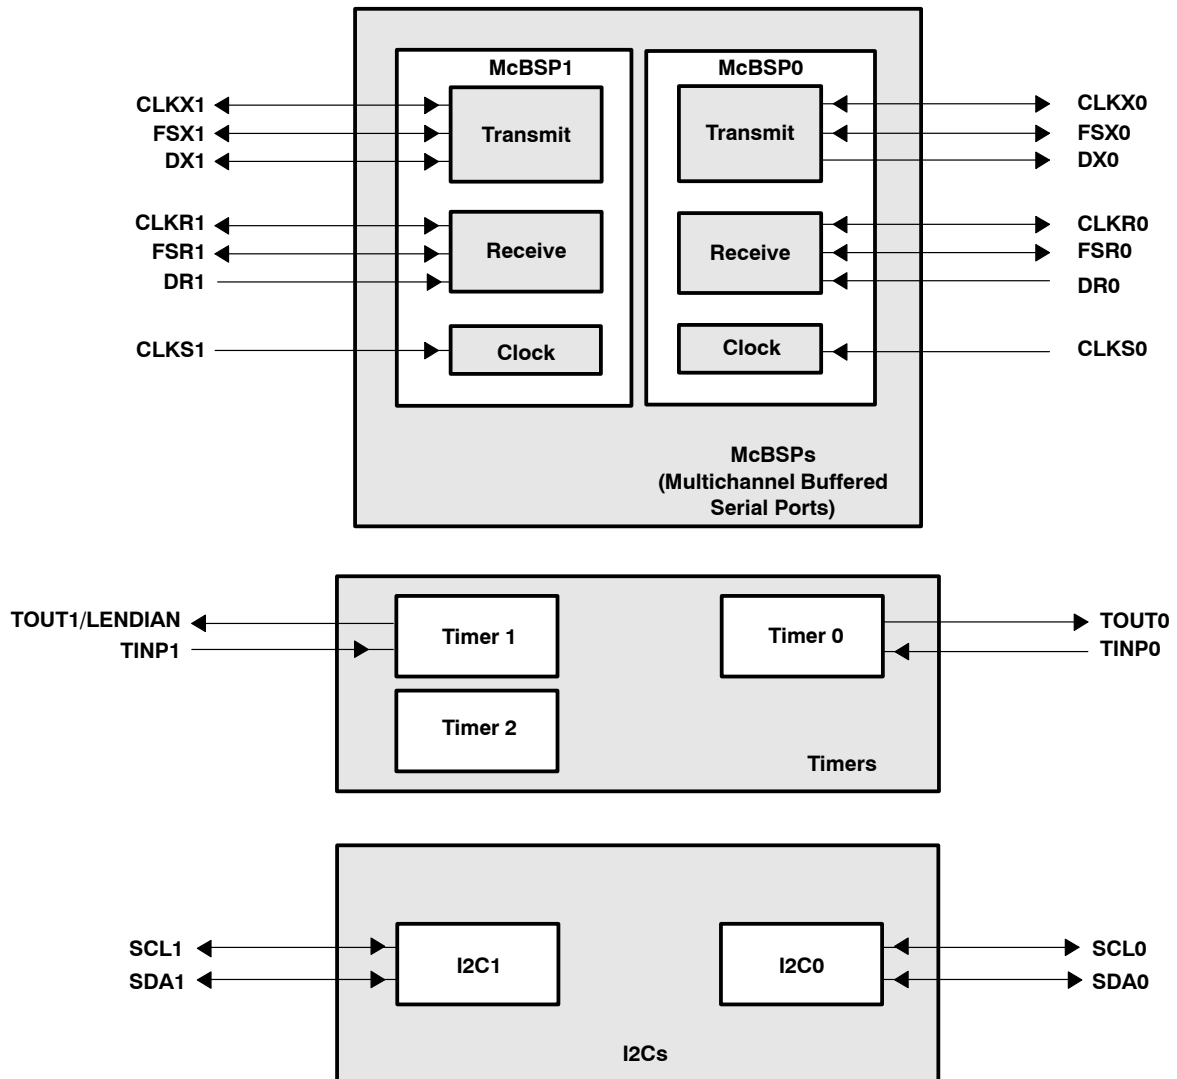 McBSP1
McBSP0
CLKX1
FSX1
DX1
Transmit
Transmit
CLKX0
FSX0
DX0
CLKR1
FSR1
DR1
Receive
Receive
CLKR0
FSR0
DR0
CLKS1
Clock
Clock
CLKS0
McBSPs
(Multichannel Buffered
Serial Ports)
TOUT1/LENDIAN
TINP1
Timer 1
Timer 0
TOUT0
TINP0
Timer 2
Timers
SCL1
SDA1
I2C1
I2C0
SCL0
SDA0
I2Cs